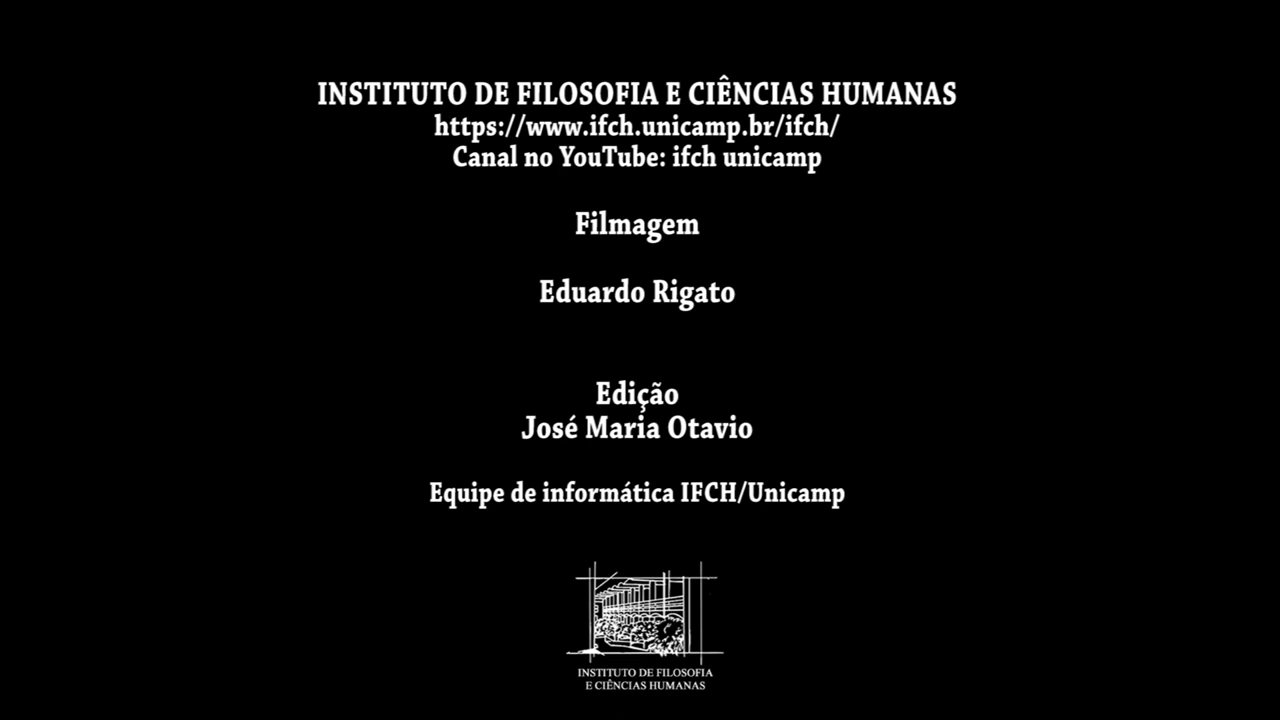 INSTITUTO DE FILOSOFIA E CIÊNCIAS HUMANAS
https://www.ifch.unicamp.br/ifch/
Canal no YouTube: ifch unicamp
Filmagem
Eduardo Rigato
Edição
José Maria Otavio
Equipe de informática IFCH/Unicamp
INSTITUTO DE FILOSOFIA
E CIÊNCIAS HUMANAS